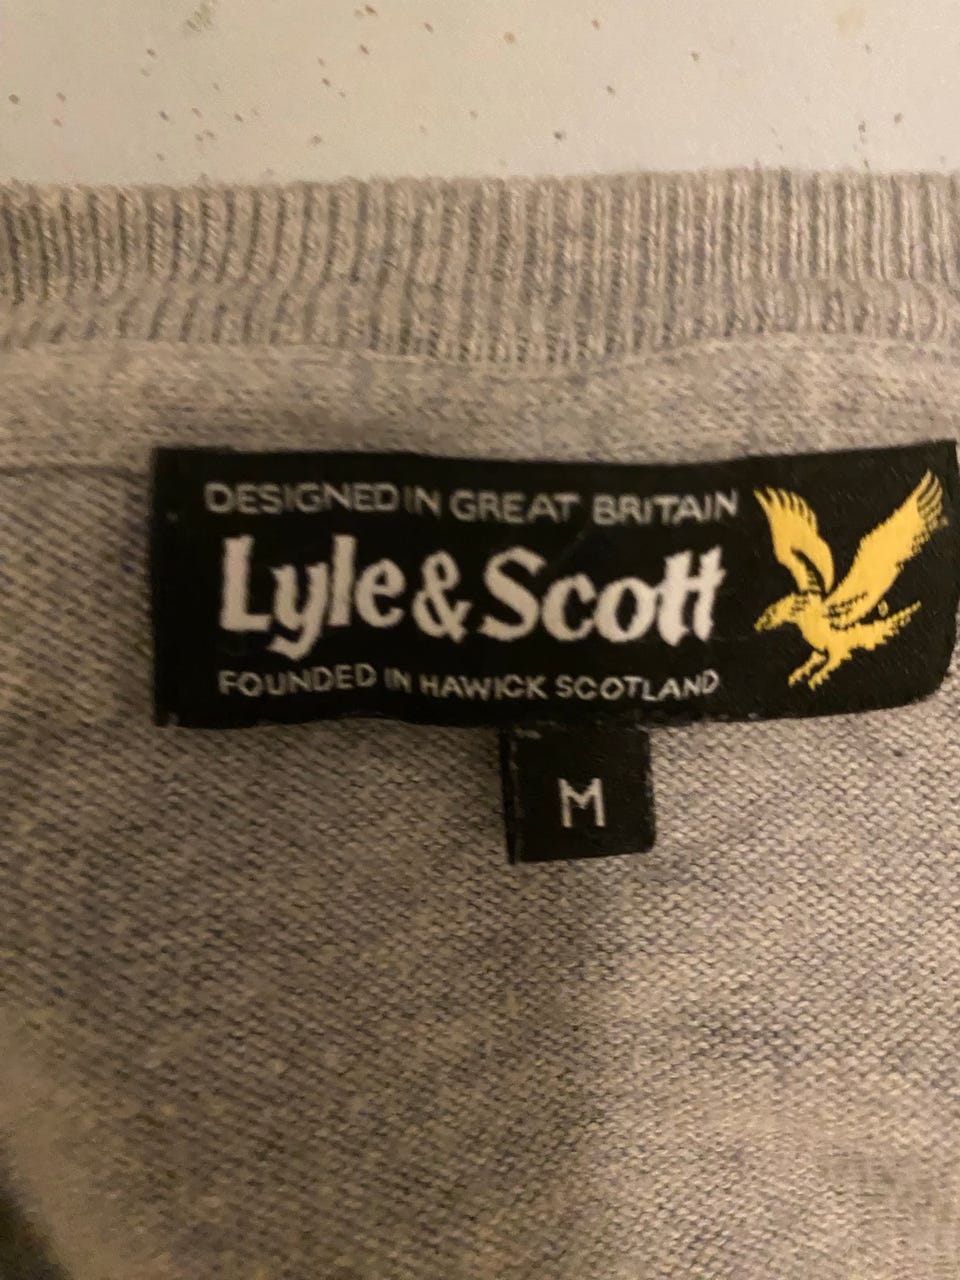 DESIGNED IN GREAT BRITAIN
Lyle & Scott
FOUNDED IN HAWICK SCOTLAND
M